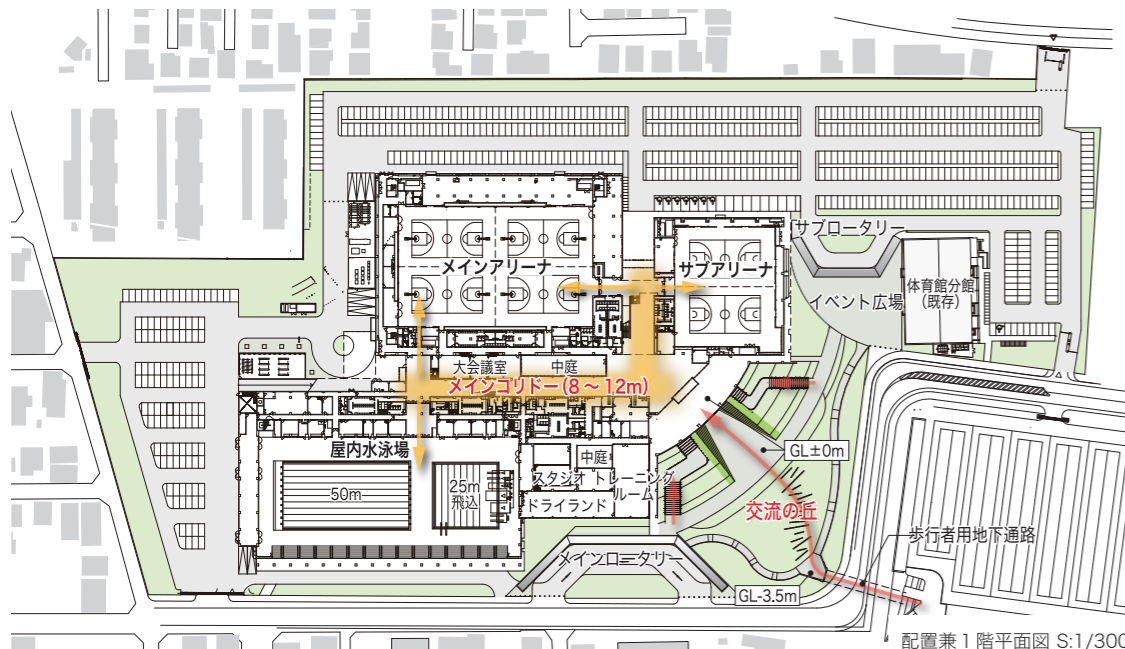 サブロータリー
メインアリーナ
サブアリーナ
体育館分館
（既存）
イベント広場
大会議室
中庭
メインコリドー（8～12m）
屋内水泳場
GL±0m
中庭
スタジオ
トレーニング
ルーム
50m
25m
飛込
ドライランド
交流の丘
歩行者用地下通路
メインロータリー
GL-3.5m
配置兼1階平面図 S:1/300